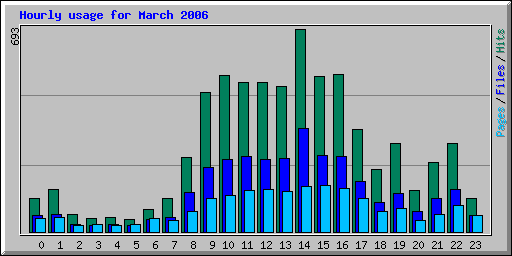 Hourly usage for March 2006
693
Pages/Files/Hits
0 1 2 3 4 5 6 7 8 9 10 11 12 13 14 15 16 17 18 19 20 21 22 23